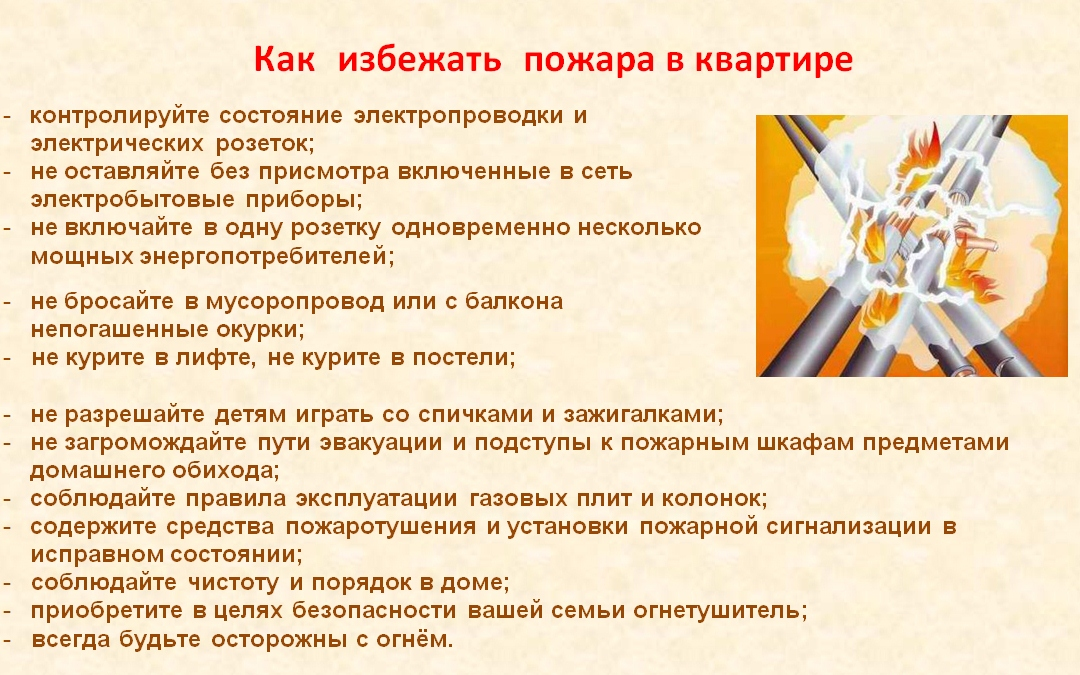 Как избежать пожара в квартире
- контролируйте состояние электропроводки и
электрических розеток;
- не оставляйте без присмотра включенные в сеть
электробытовые приборы;
- не включайте в одну розетку одновременно несколько
мощных энергопотребителей;
- не бросайте в мусоропровод или с балкона
непогашенные окурки;
- не курите в лифте, не курите в постели;
- не разрешайте детям играть со спичками и зажигалками;
- не загромождайте пути эвакуации и подступы к пожарным шкафам предметами
домашнего обихода;
- соблюдайте правила эксплуатации газовых плит и колонок;
- содержите средства пожаротушения и установки пожарной сигнализации в
исправном состоянии;
- соблюдайте чистоту и порядок в доме;
- приобретите в целях безопасности вашей семьи огнетушитель;
- всегда будьте осторожны с огнём.